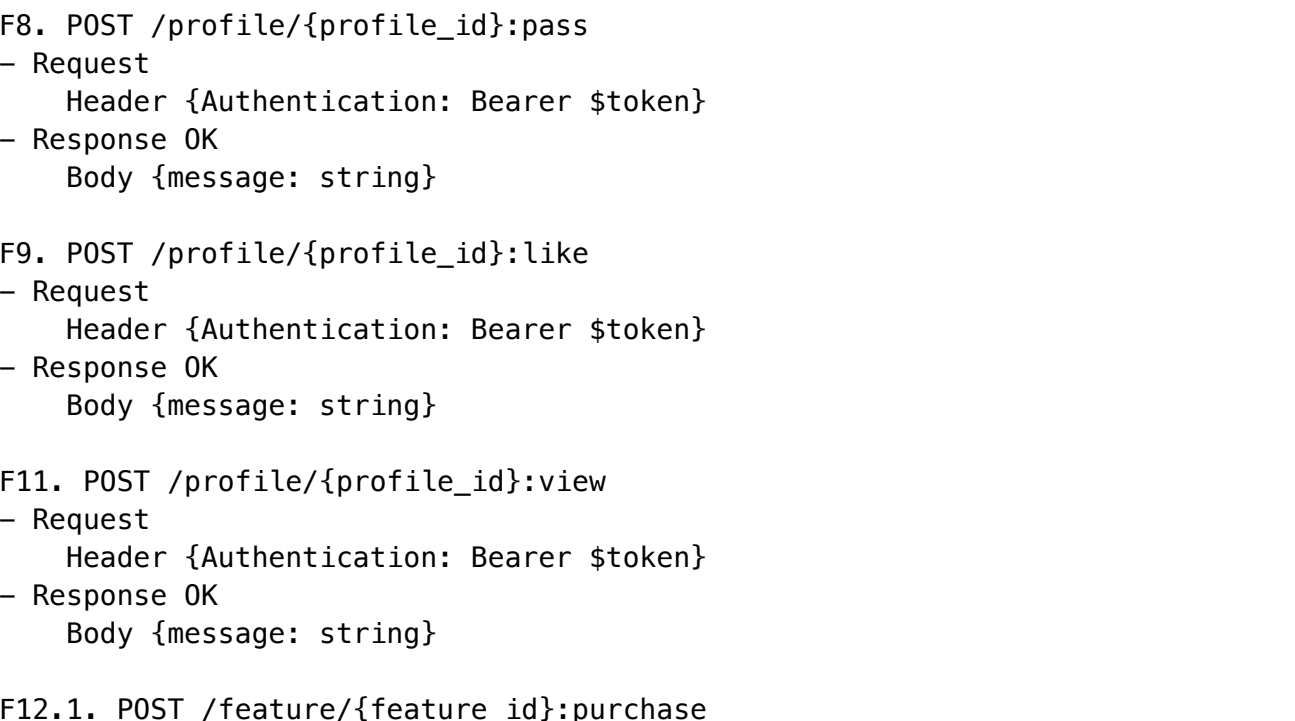 F8. POST /profile/{profile_id}:pass
– Request
Header {Authentication: Bearer $token}
– Response OK
Body {message: string}
F9. POST /profile/{profile_id}:like
– Request
Header {Authentication: Bearer $token}
– Response OK
Body {message: string}
F11. POST /profile/{profile_id}:view
– Request
Header {Authentication: Bearer $token}
– Response OK
Body {message: string}
F12.1. POST /feature/{feature_id}:purchase